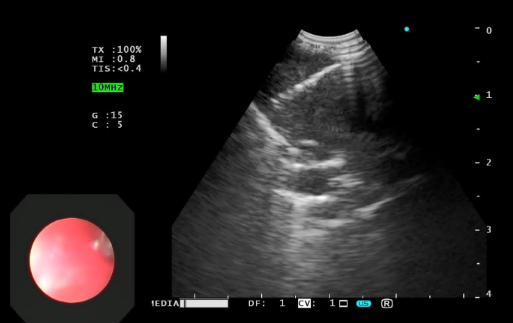 TX :100%
MI :0.8
TIS:<0.4
10MHz
G :15
C : 5
0
1
2
3
4
MEDIA DF: 1 CV: 1 US R